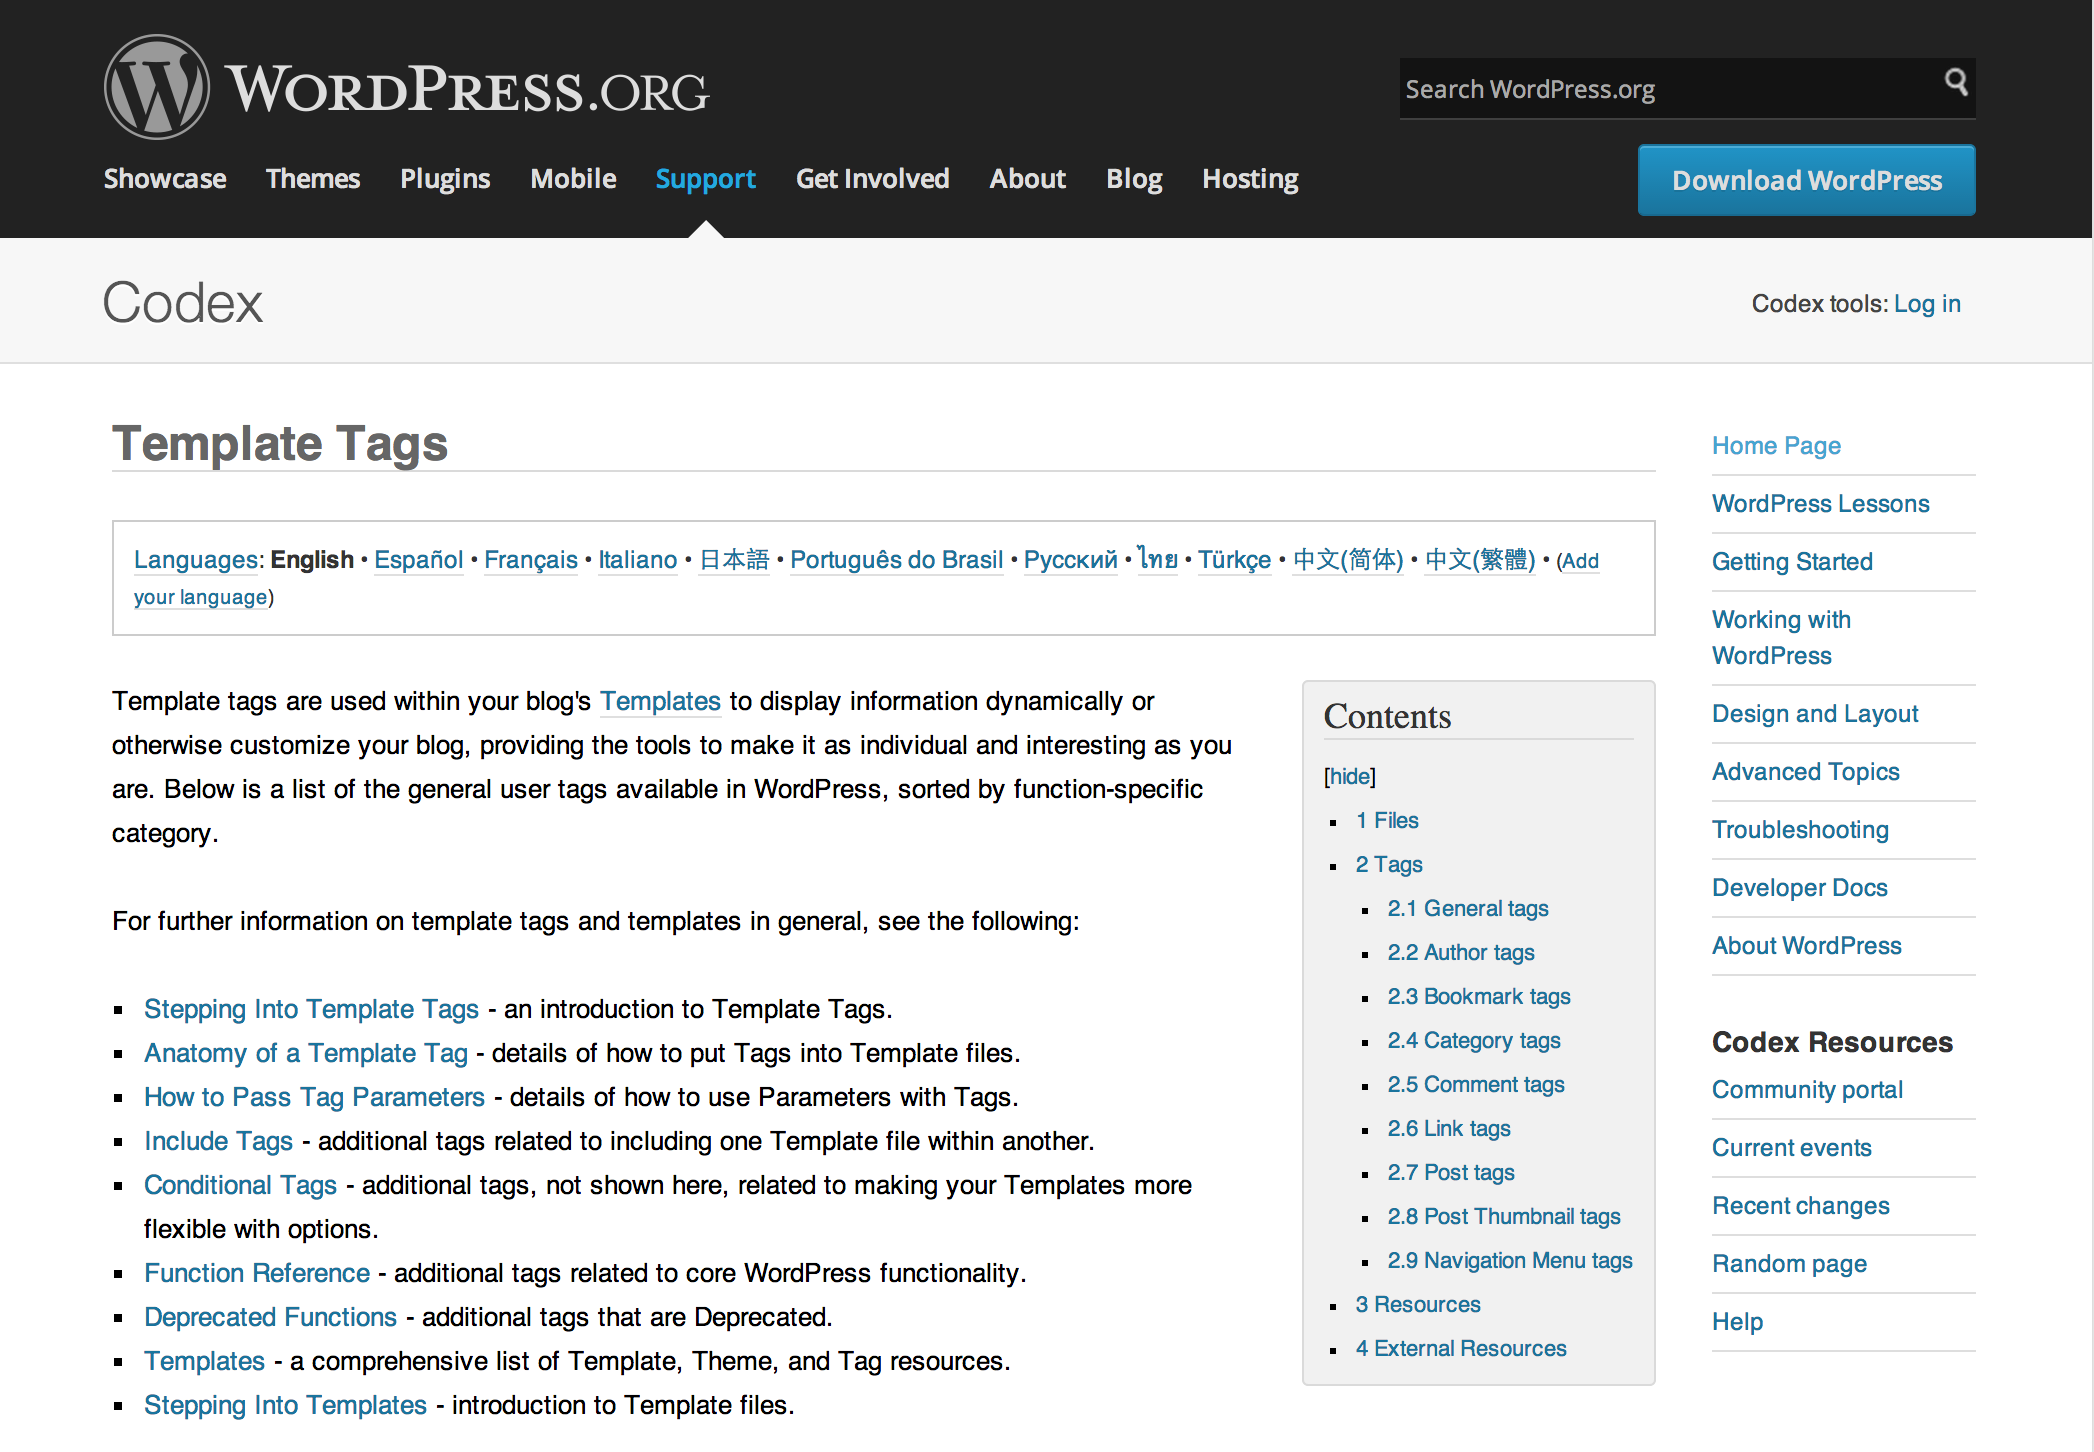 WORDPRESS.ORG
Search WordPress.org
Showcase Themes Plugins Mobile Support Get Involved About Blog Hosting
Download WordPress
Codex
Codex tools: Log in
Template Tags
Languages: English • Español • Français • Italiano • 日本語 • Português do Brasil • Русский • ไทย • Türkçe • 中文(简体) • 中文(繁體) • (Add
your language)
Template tags are used within your blog's Templates to display information dynamically or
otherwise customize your blog, providing the tools to make it as individual and interesting as you
are. Below is a list of the general user tags available in WordPress, sorted by function-specific
category.
For further information on template tags and templates in general, see the following:
Stepping Into Template Tags - an introduction to Template Tags.
Anatomy of a Template Tag - details of how to put Tags into Template files.
How to Pass Tag Parameters - details of how to use Parameters with Tags.
Include Tags - additional tags related to including one Template file within another.
Conditional Tags - additional tags, not shown here, related to making your Templates more
flexible with options.
Function Reference - additional tags related to core WordPress functionality.
Deprecated Functions - additional tags that are Deprecated.
Templates - a comprehensive list of Template, Theme, and Tag resources.
Stepping Into Templates - introduction to Template files.
Contents
[hide]
1 Files
2 Tags
2.1 General tags
2.2 Author tags
2.3 Bookmark tags
2.4 Category tags
2.5 Comment tags
2.6 Link tags
2.7 Post tags
2.8 Post Thumbnail tags
2.9 Navigation Menu tags
3 Resources
4 External Resources
Home Page
WordPress Lessons
Getting Started
Working with
WordPress
Design and Layout
Advanced Topics
Troubleshooting
Developer Docs
About WordPress
Codex Resources
Community portal
Current events
Recent changes
Random page
Help